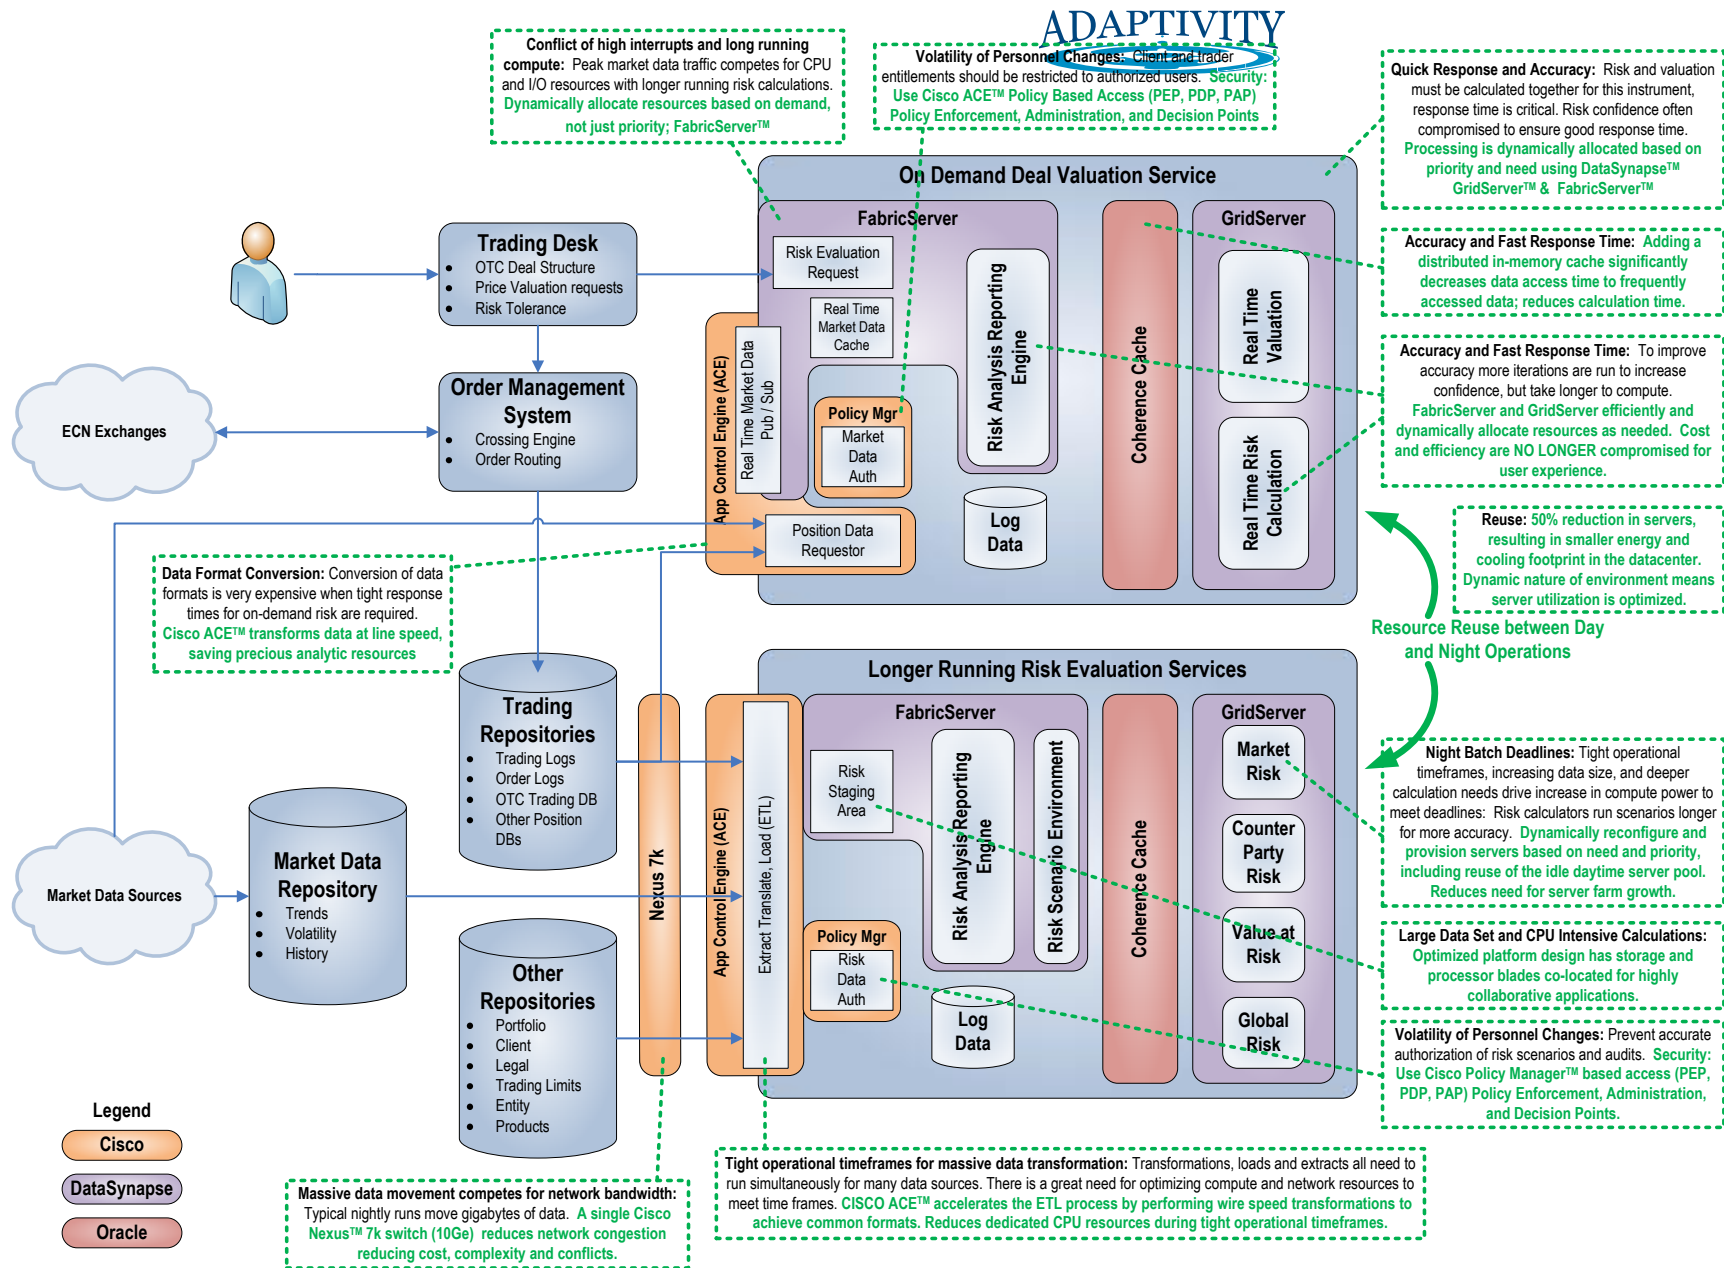 ADAPTIVITY
Conflict of high interrupts and long running
compute: Peak market data traffic competes for CPU
and I/O resources with longer running risk calculations.
Dynamically allocate resources based on demand,
not just priority; FabricServer™
Volatility of Personnel Changes: Client and trader
entitlements should be restricted to authorized users. Security:
Use Cisco ACE™ Policy Based Access (PEP, PDP, PAP)
Policy Enforcement, Administration, and Decision Points
Quick Response and Accuracy: Risk and valuation
must be calculated together for this instrument,
response time is critical. Risk confidence often
compromised to ensure good response time.
Processing is dynamically allocated based on
priority and need using DataSynapse™
GridServer™ & FabricServer™
On Demand Deal Valuation Service
FabricServer
GridServer
Trading Desk
• OTC Deal Structure
• Price Valuation requests
• Risk Tolerance
Risk Evaluation
Request
Real Time
Market Data
Cache
Risk Analysis Reporting
Engine
Coherence Cache
Real Time
Valuation
Real Time Risk
Calculation
Accuracy and Fast Response Time: Adding a
distributed in-memory cache significantly
decreases data access time to frequently
accessed data; reduces calculation time.
Accuracy and Fast Response Time: To improve
accuracy more iterations are run to increase
confidence, but take longer to compute.
FabricServer and GridServer efficiently and
dynamically allocate resources as needed. Cost
and efficiency are NO LONGER compromised for
user experience.
App Control Engine (ACE)
Real Time Market Data
Pub / Sub
Order Management
System
• Crossing Engine
• Order Routing
ECN Exchanges
Policy Mgr
Market
Data
Auth
Log
Data
Position Data
Requestor
Reuse: 50% reduction in servers,
resulting in smaller energy and
cooling footprint in the datacenter.
Dynamic nature of environment means
server utilization is optimized.
Data Format Conversion: Conversion of data
formats is very expensive when tight response
times for on-demand risk are required.
Cisco ACE™ transforms data at line speed,
saving precious analytic resources
Resource Reuse between Day
and Night Operations
Longer Running Risk Evaluation Services
FabricServer
GridServer
Trading
Repositories
• Trading Logs
• Order Logs
• OTC Trading DB
• Other Position
DBs
Nexus 7k
App Control Engine (ACE)
Extract Translate, Load (ETL)
Risk
Staging
Area
Risk Analysis Reporting
Engine
Risk Scenario Environment
Coherence Cache
Market
Risk
Counter
Party
Risk
Value at
Risk
Global
Risk
Night Batch Deadlines: Tight operational
timeframes, increasing data size, and deeper
calculation needs drive increase in compute power to
meet deadlines: Risk calculators run scenarios longer
for more accuracy. Dynamically reconfigure and
provision servers based on need and priority,
including reuse of the idle daytime server pool.
Reduces need for server farm growth.
Market Data Sources
Market Data
Repository
• Trends
• Volatility
• History
Policy Mgr
Risk
Data
Auth
Log
Data
Large Data Set and CPU Intensive Calculations:
Optimized platform design has storage and
processor blades co-located for highly
collaborative applications.
Other
Repositories
• Portfolio
• Client
• Legal
• Trading Limits
• Entity
• Products
Volatility of Personnel Changes: Prevent accurate
authorization of risk scenarios and audits. Security:
Use Cisco Policy Manager™ based access (PEP,
PDP, PAP) Policy Enforcement, Administration,
and Decision Points.
Legend
Cisco
DataSynapse
Oracle
Massive data movement competes for network bandwidth:
Typical nightly runs move gigabytes of data. A single Cisco
Nexus™ 7k switch (10Ge) reduces network congestion
reducing cost, complexity and conflicts.
Tight operational timeframes for massive data transformation: Transformations, loads and extracts all need to
run simultaneously for many data sources. There is a great need for optimizing compute and network resources to
meet time frames. CISCO ACE™ accelerates the ETL process by performing wire speed transformations to
achieve common formats. Reduces dedicated CPU resources during tight operational timeframes.